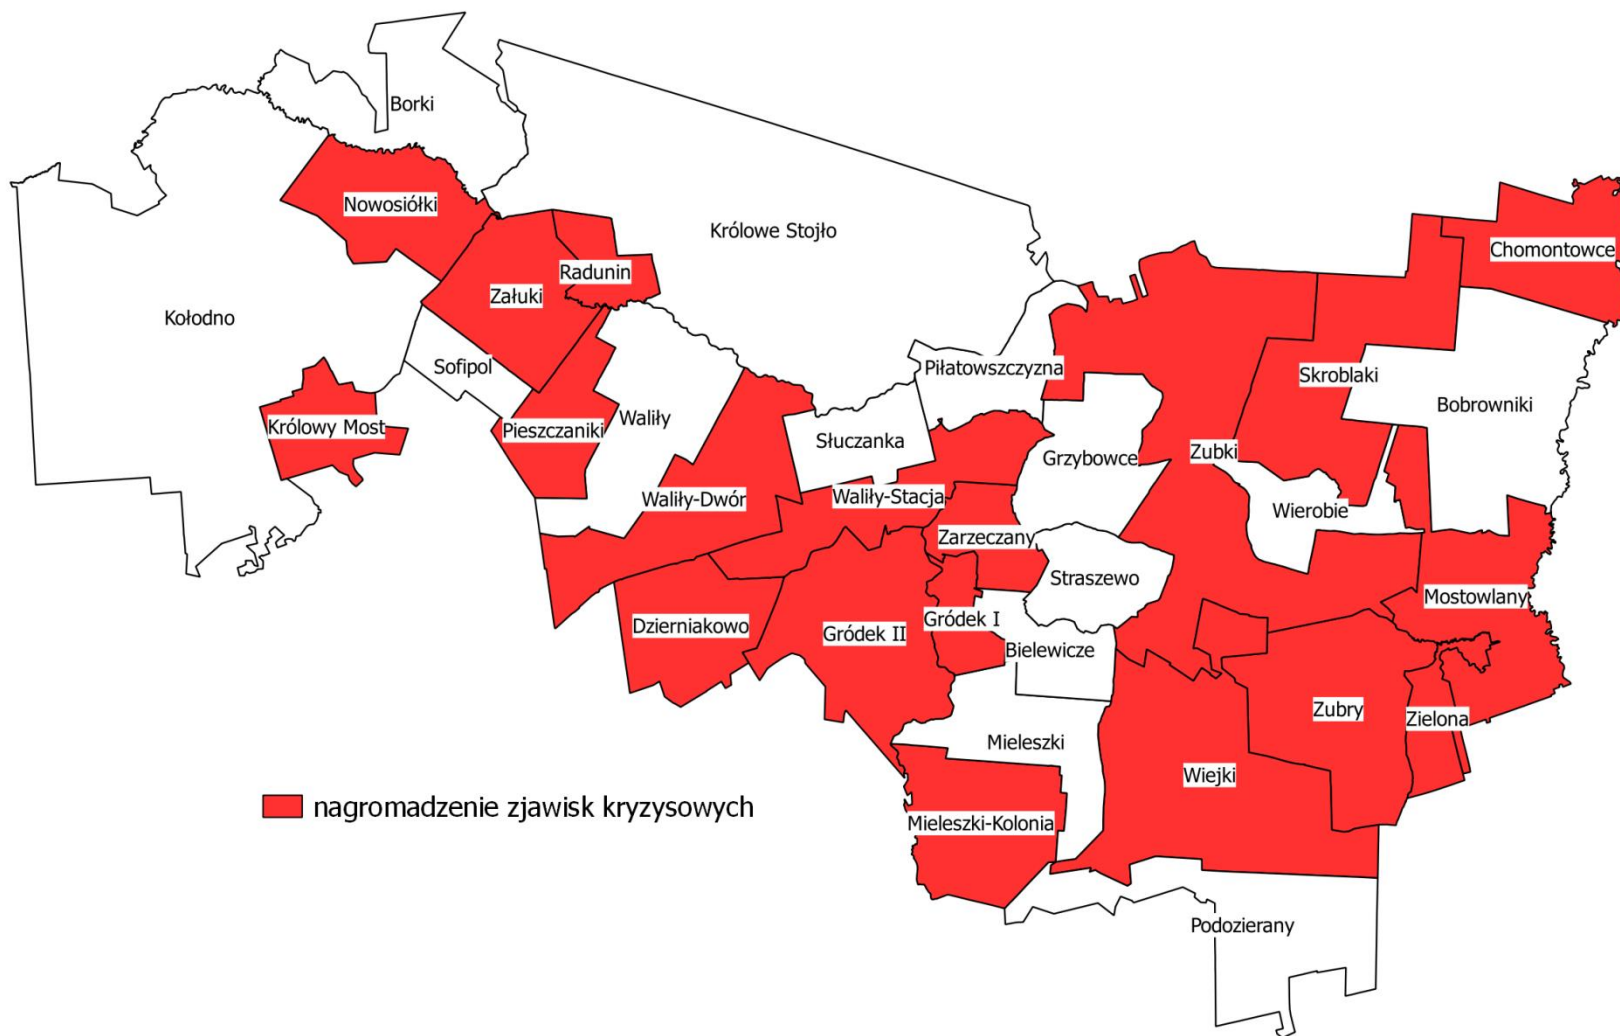 Borki
Nowosiółki
Królowe Stojło
Chomontowce
Radunin
Załuki
Kołodno
Sofipol
Piłatowszczyzna
Skroblaki
Bobrowniki
Królowy Most
Pieszczaniki
Waliły
Słuczanka
Grzybowce
Zubki
Waliły-Dwór
Waliły-Stacja
Wierobie
Zarzeczany
Straszewo
Mostowlany
Dzierniakowo
Gródek II
Gródek I
Bielewicze
Zubry
Zielona
Mieleszki
Wiejki
nagromadzenie zjawisk kryzysowych
Mieleszki-Kolonia
Podozierany